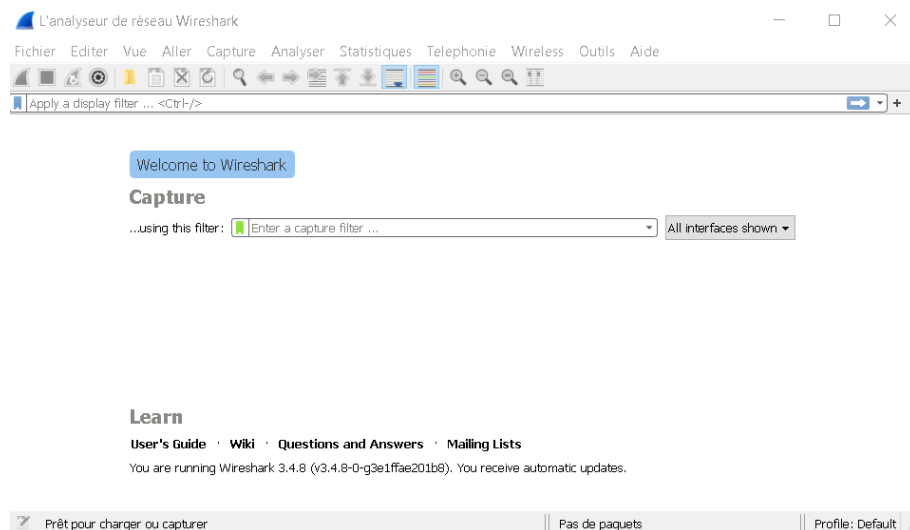 L'analyseur de réseau Wireshark
Fichier Editer Vue Aller Capture Analyser Statistiques Telephonie Wireless Outils Aide
Apply a display filter ... <Ctrl-/>
Welcome to Wireshark
Capture
...using this filter: Enter a capture filter ... All interfaces shown
Learn
User's Guide · Wiki · Questions and Answers · Mailing Lists
You are running Wireshark 3.4.8 (v3.4.8-0-g3e1ffae201b8). You receive automatic updates.
Prêt pour charger ou capturer Pas de paquets Profile: Default